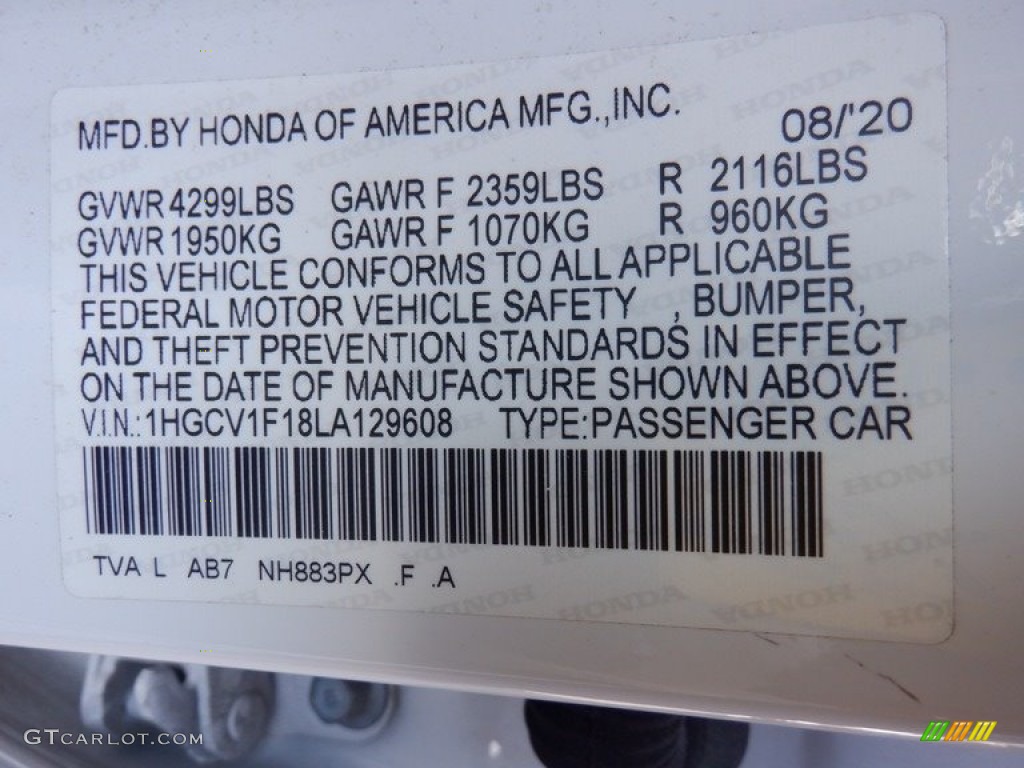 MFD.BY HONDA OF AMERICA MFG.,INC. 08/'20
GVWR 4299LBS GAWR F 2359LBS R 2116LBS
GVWR 1950KG GAWR F 1070KG R 960KG
THIS VEHICLE CONFORMS TO ALL APPLICABLE
FEDERAL MOTOR VEHICLE SAFETY , BUMPER,
AND THEFT PREVENTION STANDARDS IN EFFECT
ON THE DATE OF MANUFACTURE SHOWN ABOVE.
V.I.N.:1HGCV1F18LA129608 TYPE:PASSENGER CAR
TVA L AB7 NH883PX .F .A
GTCARLOT.COM